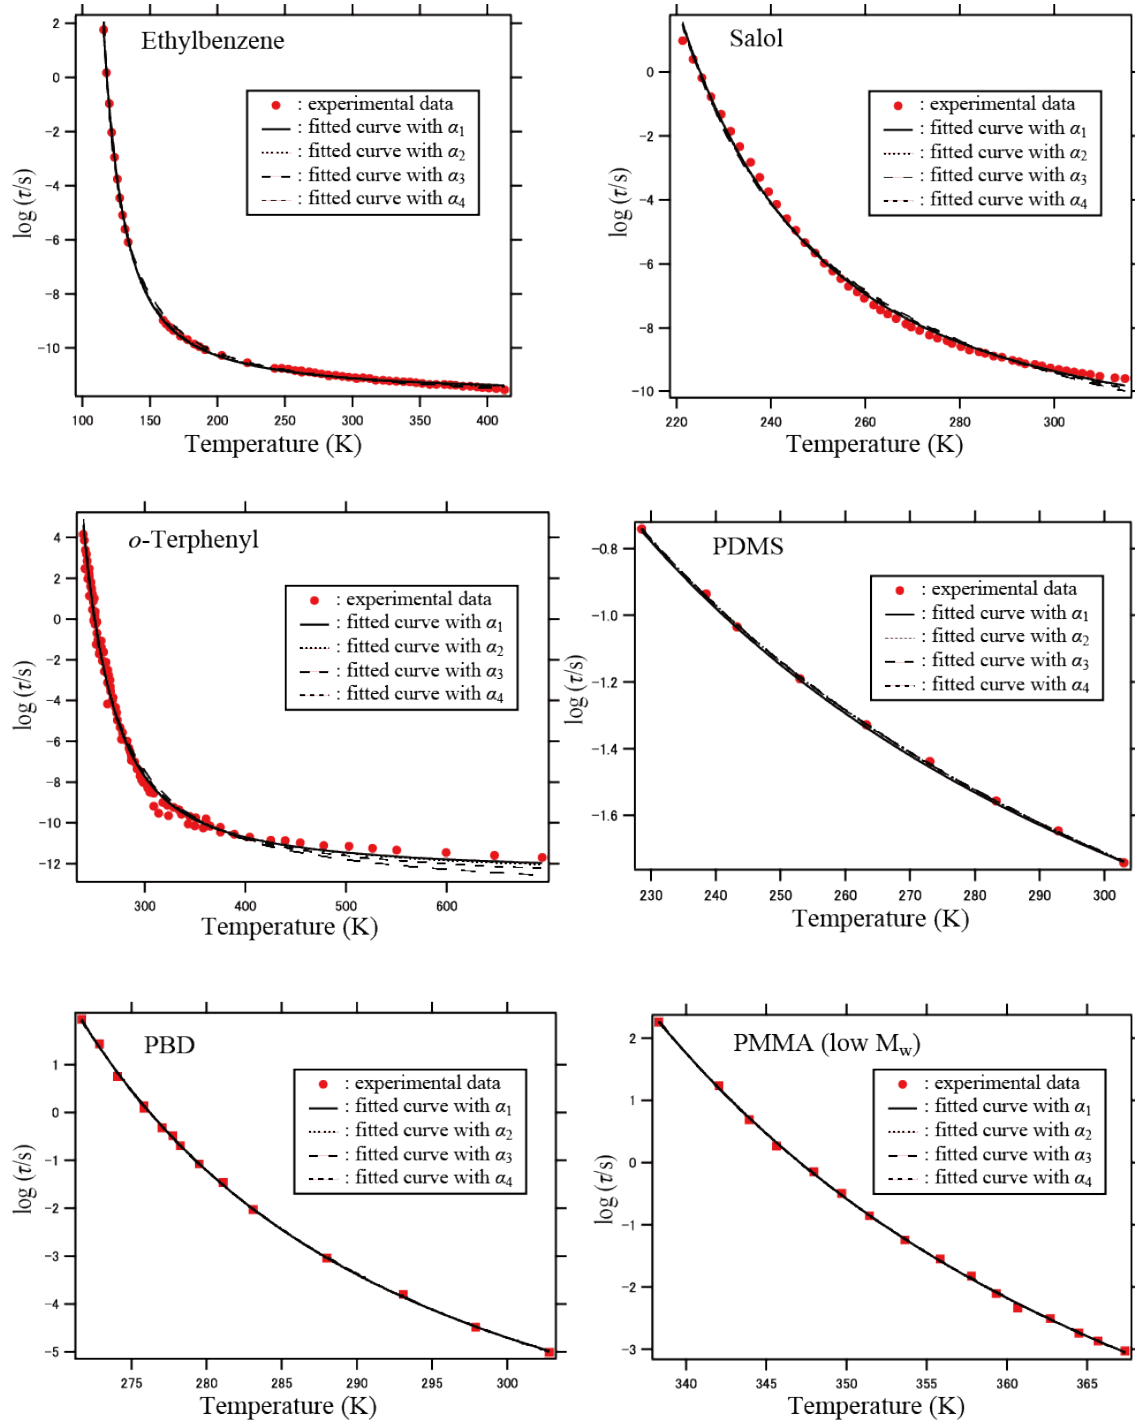 Ethylbenzene
2
0
-2
-4
-6
-8
-10
log (τ/s)
: experimental data
: fitted curve with α1
: fitted curve with α2
: fitted curve with α3
: fitted curve with α4
100 150 200 250 300 350 400
Temperature (K)
Salol
0
-2
-4
-6
-8
-10
log (τ/s)
: experimental data
: fitted curve with α1
: fitted curve with α2
: fitted curve with α3
: fitted curve with α4
220 240 260 280 300
Temperature (K)
o-Terphenyl
4
2
0
-2
-4
-6
-8
-10
-12
log (τ/s)
: experimental data
: fitted curve with α1
: fitted curve with α2
: fitted curve with α3
: fitted curve with α4
300 400 500 600
Temperature (K)
PDMS
-0.8
-1.0
-1.2
-1.4
-1.6
log (τ/s)
: experimental data
: fitted curve with α1
: fitted curve with α2
: fitted curve with α3
: fitted curve with α4
230 240 250 260 270 280 290 300
Temperature (K)
PBD
1
0
-1
-2
-3
-4
-5
log (τ/s)
: experimental data
: fitted curve with α1
: fitted curve with α2
: fitted curve with α3
: fitted curve with α4
275 280 285 290 295 300
Temperature (K)
PMMA (low Mw)
2
1
0
-1
-2
-3
log (τ/s)
: experimental data
: fitted curve with α1
: fitted curve with α2
: fitted curve with α3
: fitted curve with α4
340 345 350 355 360 365
Temperature (K)